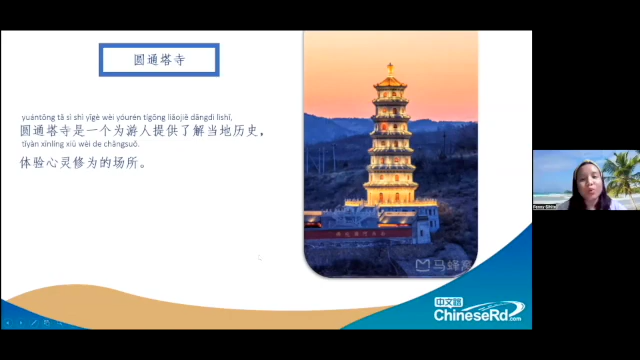 圆通塔寺
yuántōng tǎ sì shì yīgè wèi yóurén tígōng liǎojiě dāngdì lìshǐ,
圆通塔寺是一个为游人提供了解当地历史，
tǐyàn xīnlíng xiū wèi de chǎngsuǒ.
体验心灵修为的场所。
马蜂窝
中文路
ChineseRd.com